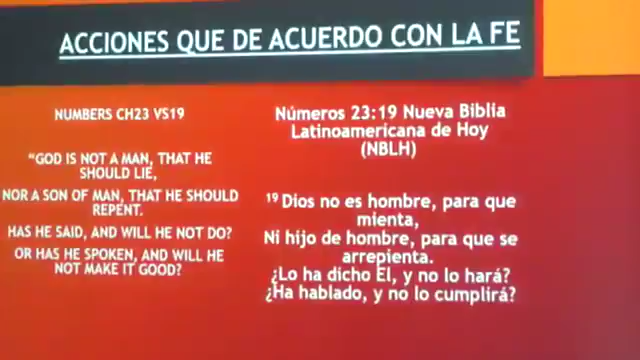 ACCIONES QUE DE ACUERDO CON LA FE
NUMBERS CH23 VS19
“GOD IS NOT A MAN, THAT HE
SHOULD LIE,
NOR A SON OF MAN, THAT HE SHOULD
REPENT.
HAS HE SAID, AND WILL HE NOT DO?
OR HAS HE SPOKEN, AND WILL HE
NOT MAKE IT GOOD?
Números 23:19 Nueva Biblia
Latinoamericana de Hoy
(NBLH)
19 Dios no es hombre, para que
mienta,
Ni hijo de hombre, para que se
arrepienta.
¿Lo ha dicho El, y no lo hará?
¿Ha hablado, y no lo cumplirá?